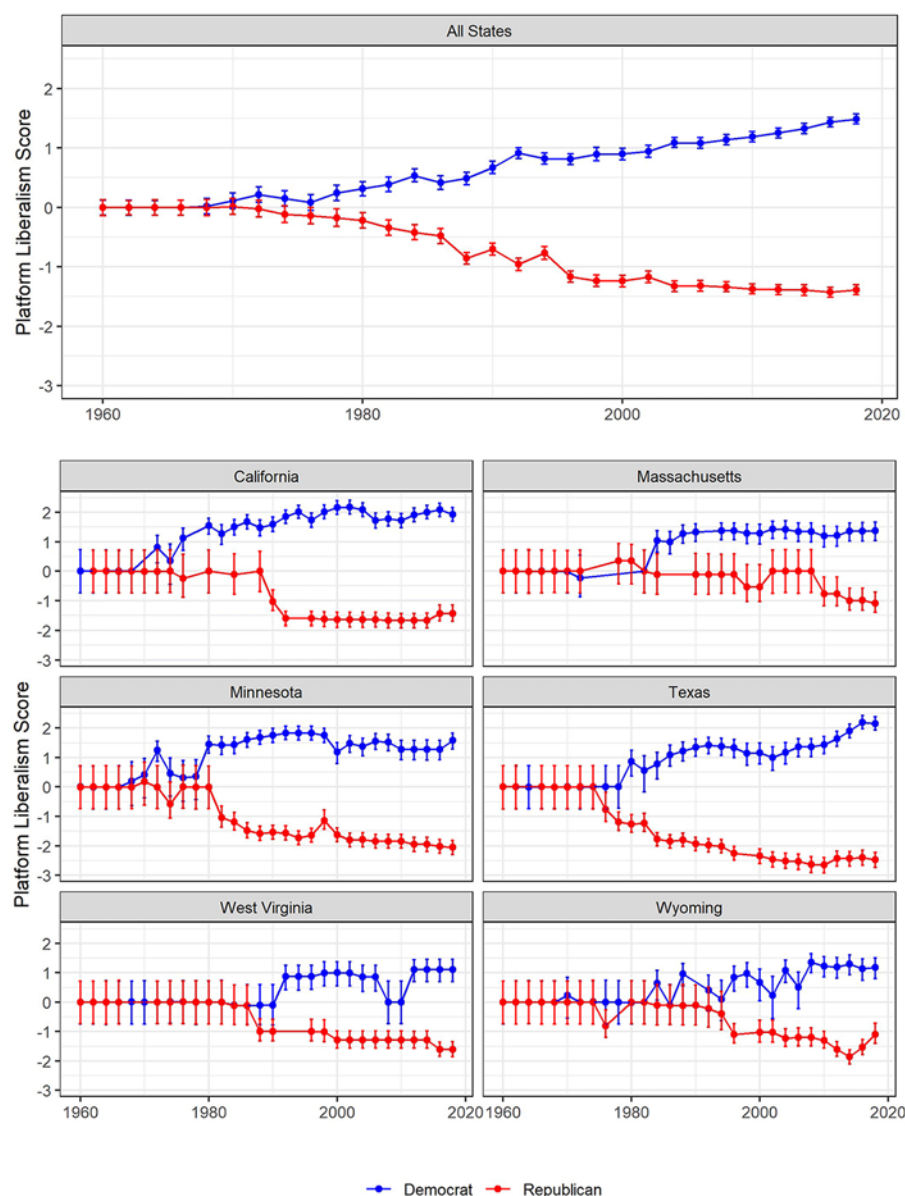 All States
Platform Liberalism Score
2
1
0
-1
-2
-3
1960 1980 2000 2020
California Massachusetts
2
1
0
-1
-2
-3
Minnesota Texas
Platform Liberalism Score
2
1
0
-1
-2
-3
West Virginia Wyoming
2
1
0
-1
-2
-3
1960 1980 2000 2020 1960 1980 2000 2020
Democrat Republican